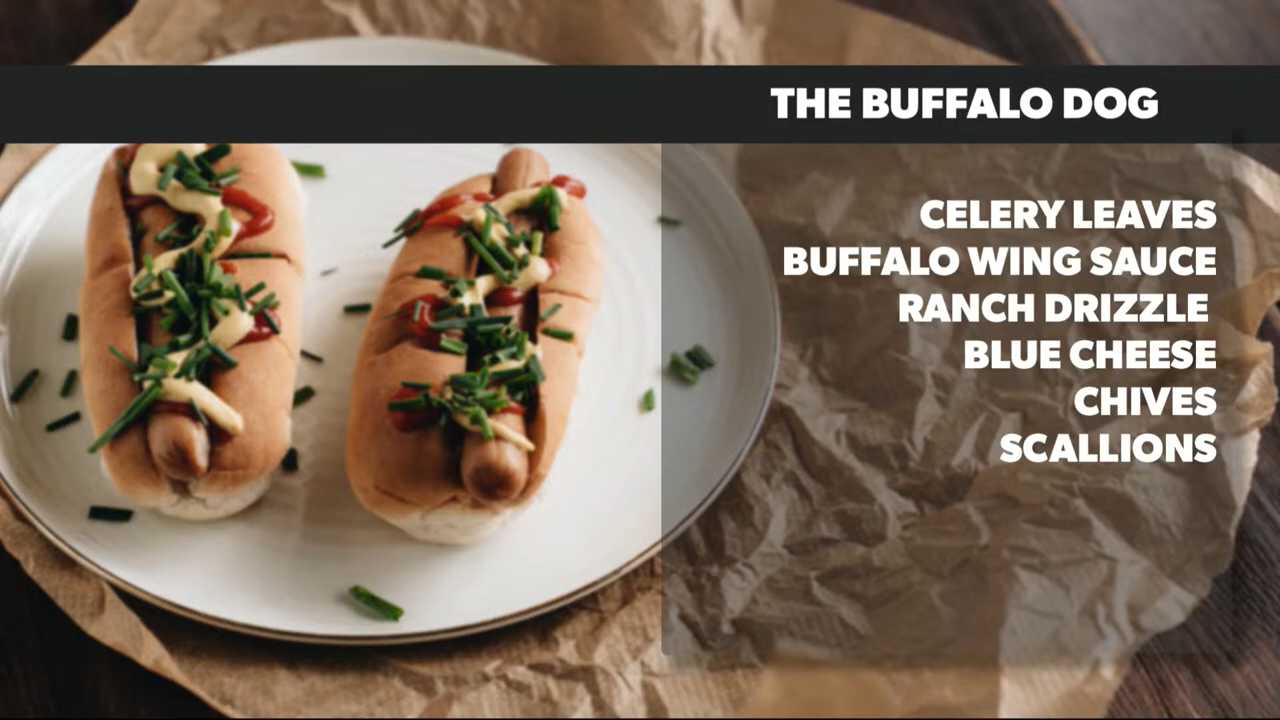 THE BUFFALO DOG
CELERY LEAVES
BUFFALO WING SAUCE
RANCH DRIZZLE
BLUE CHEESE
CHIVES
SCALLIONS